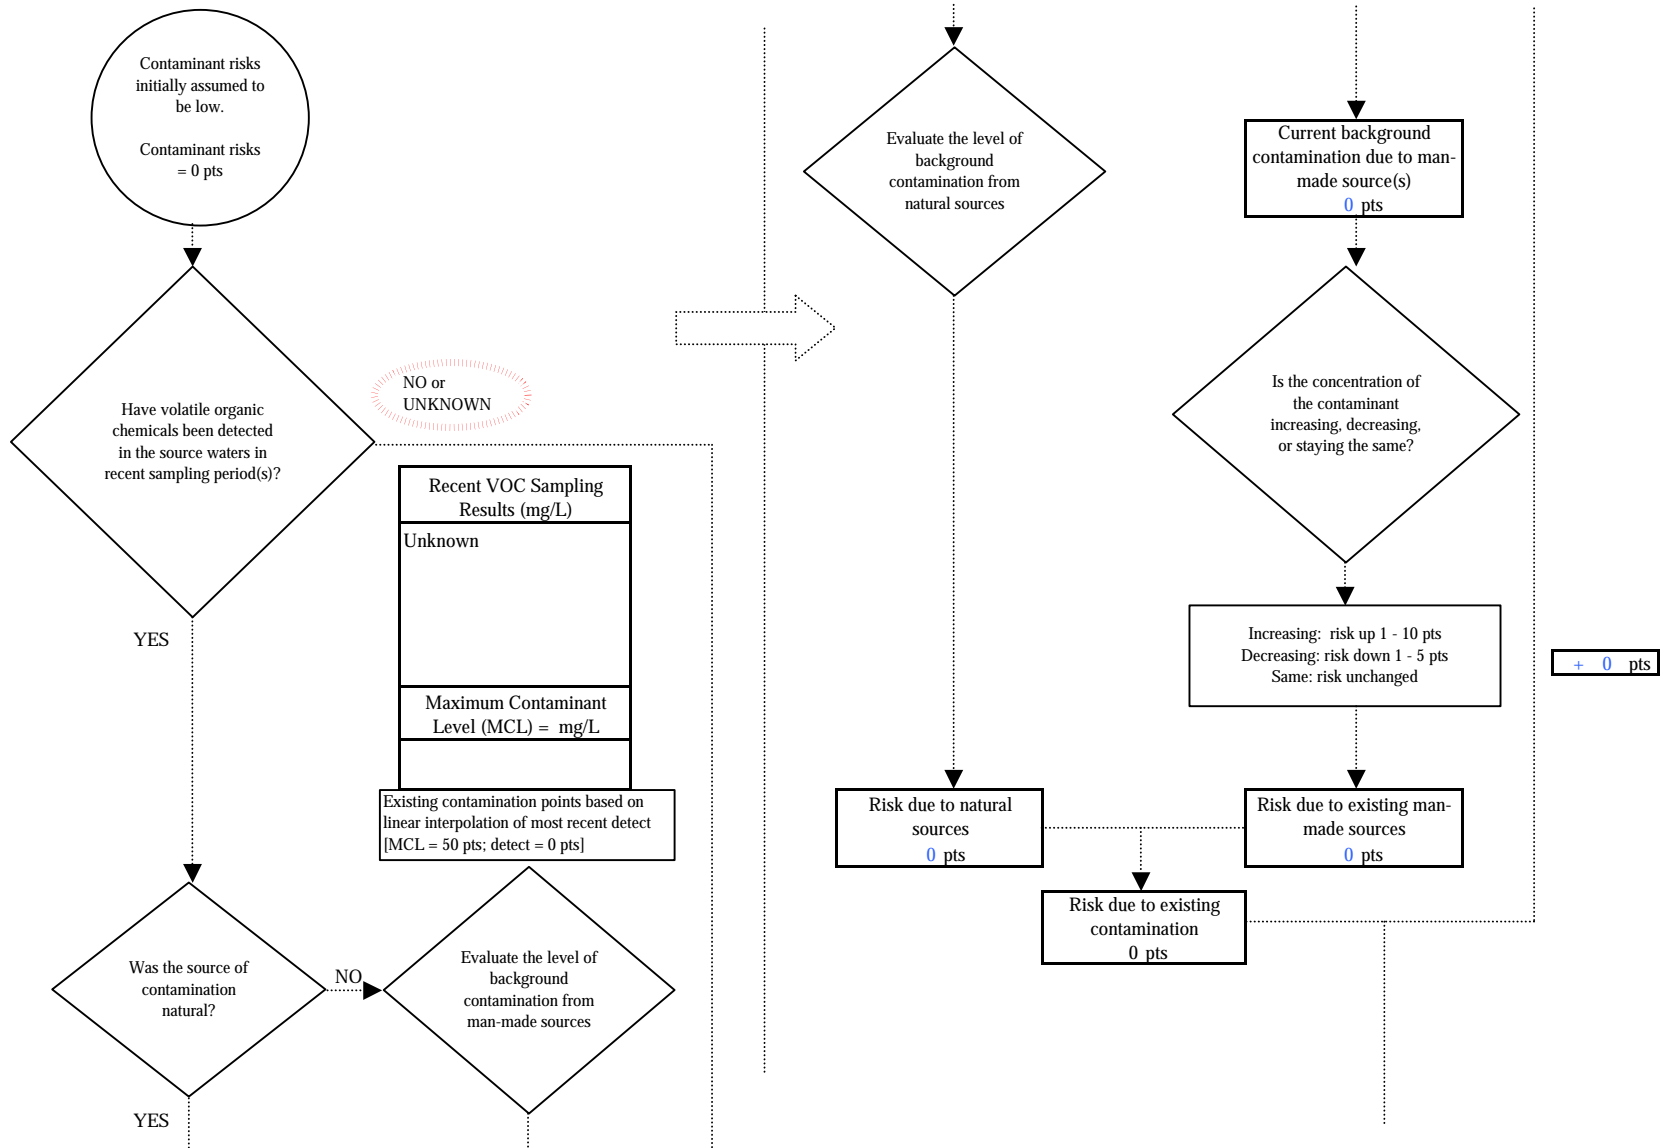 Contaminant risks
initially assumed to
be low.
Contaminant risks
= 0 pts
Have volatile organic
chemicals been detected
in the source waters in
recent sampling period(s)?
NO or
UNKNOWN
YES
Recent VOC Sampling
Results (mg/L)
Unknown
Maximum Contaminant
Level (MCL) = mg/L
Existing contamination points based on
linear interpolation of most recent detect
[MCL = 50 pts; detect = 0 pts]
Was the source of
contamination
natural?
NO
YES
Evaluate the level of
background
contamination from
man-made sources
Evaluate the level of
background
contamination from
natural sources
Current background
contamination due to man-
made source(s)
0 pts
Is the concentration of
the contaminant
increasing, decreasing,
or staying the same?
Increasing: risk up 1 - 10 pts
Decreasing: risk down 1 - 5 pts
Same: risk unchanged
+ 0 pts
Risk due to natural
sources
0 pts
Risk due to existing man-
made sources
0 pts
Risk due to existing
contamination
0 pts